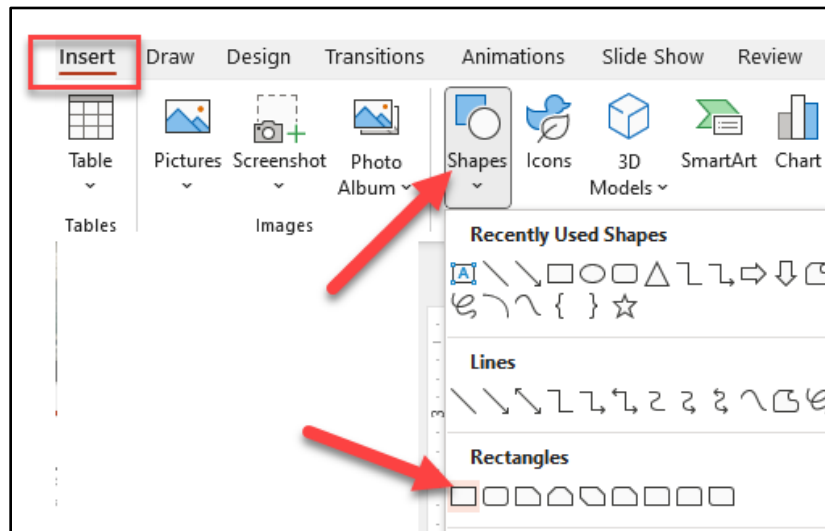 Insert Draw Design Transitions Animations Slide Show Review
Table Pictures Screenshot Photo Album Shapes Icons 3D Models SmartArt Chart
Tables Images
Recently Used Shapes
A
{ }
3
Lines
Rectangles